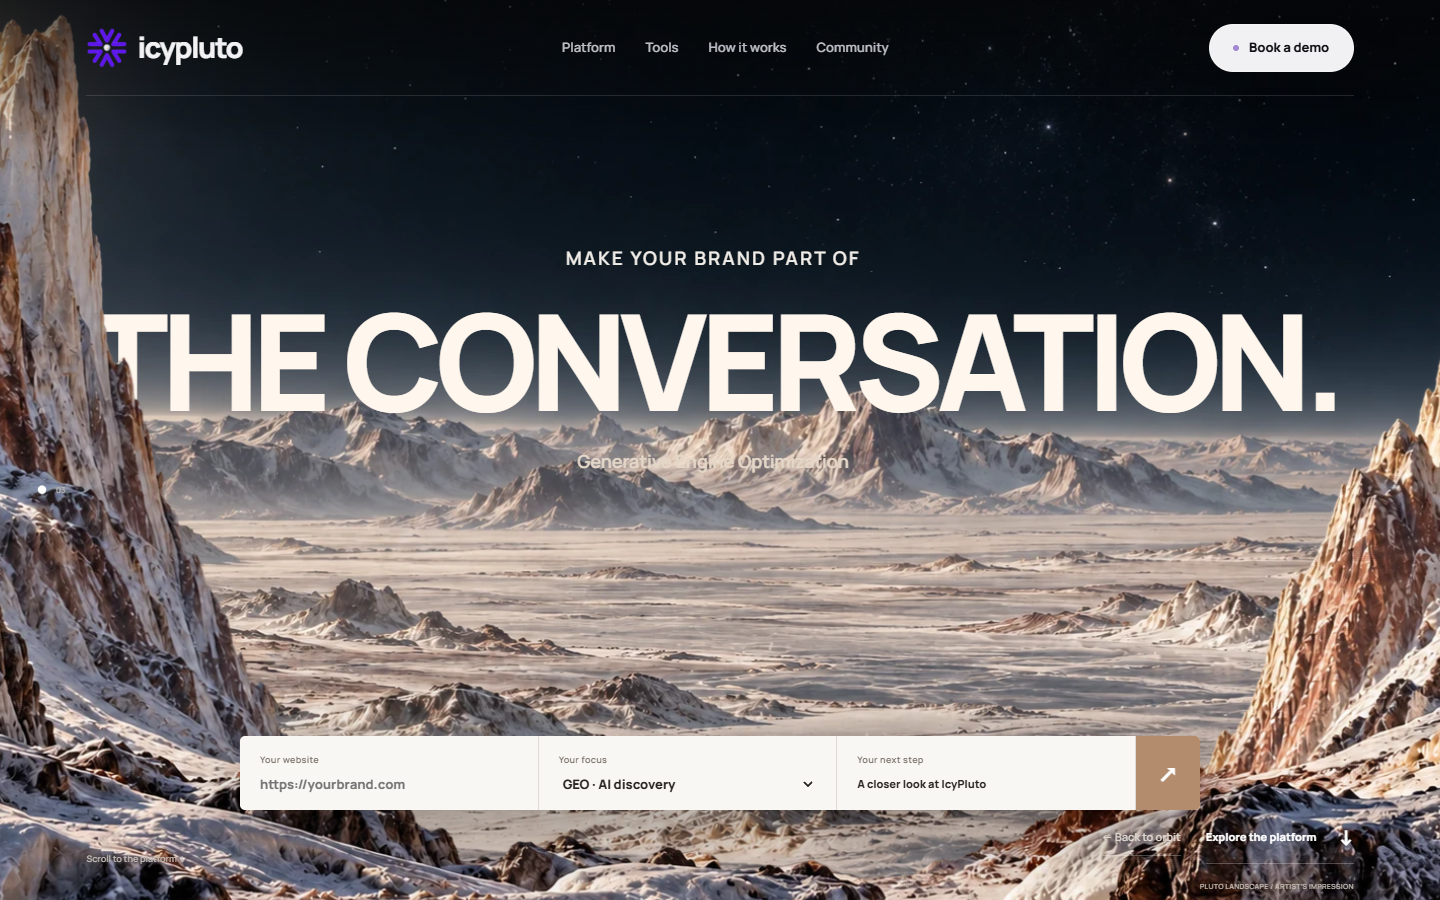 icypluto
Platform Tools How it works Community
Book a demo
MAKE YOUR BRAND PART OF
THE CONVERSATION.
Generative Engine Optimization
Your website
https://yourbrand.com
Your focus
GEO · AI discovery
Your next step
A closer look at IcyPluto
↗
← Back to orbit
Explore the platform ↓
Scroll to the platform
PLUTO LANDSCAPE / ARTIST'S IMPRESSION